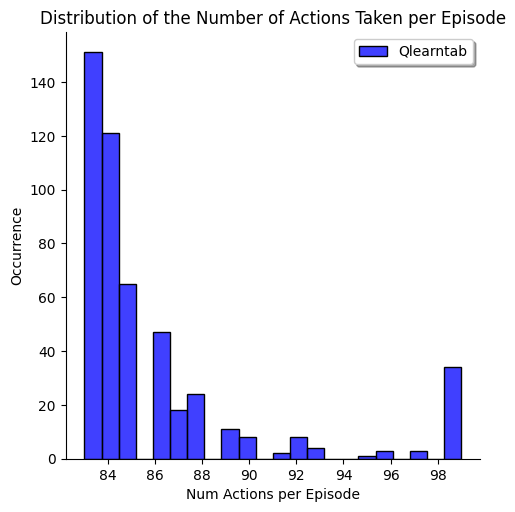 Distribution of the Number of Actions Taken per Episode
Qlearntab
140
120
100
80
60
40
20
0
Occurrence
84 86 88 90 92 94 96 98
Num Actions per Episode